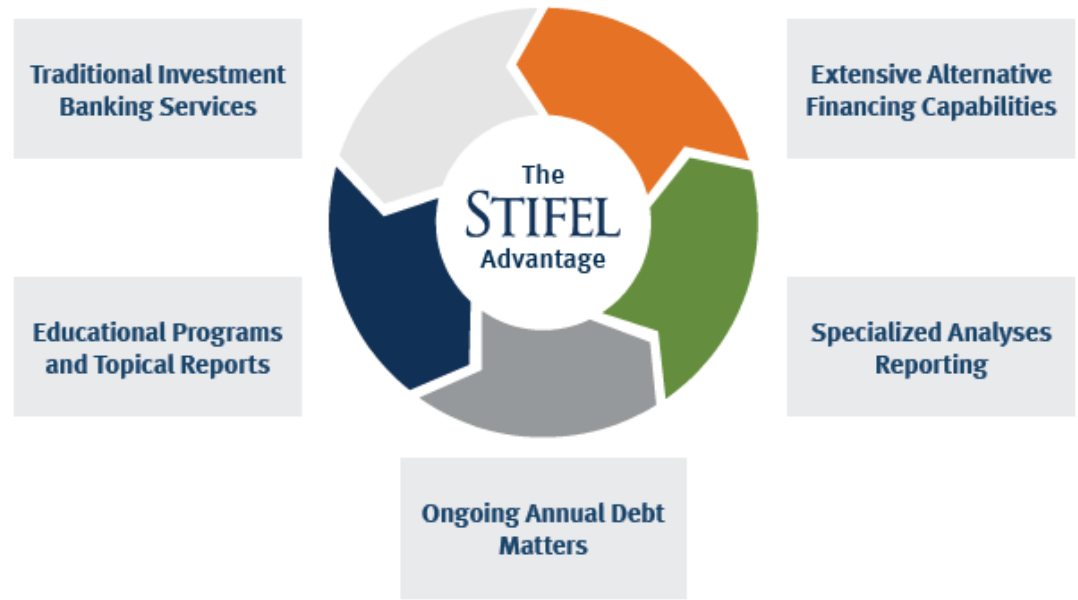 Traditional Investment
Banking Services
Extensive Alternative
Financing Capabilities
The
STIFEL
Advantage
Educational Programs
and Topical Reports
Specialized Analyses
Reporting
Ongoing Annual Debt
Matters